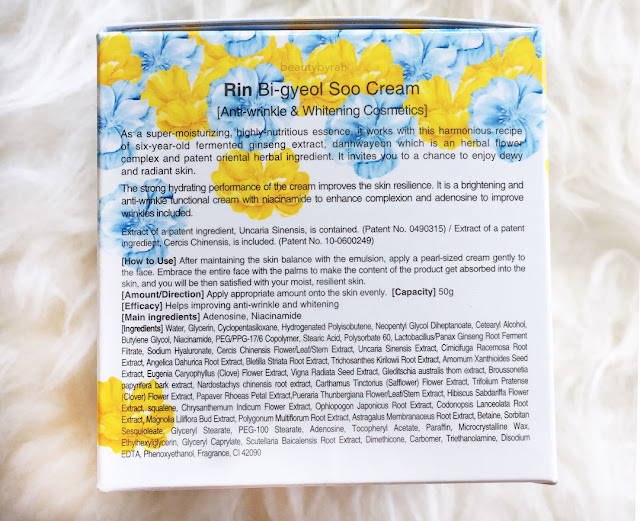 beautybyrah
Rin Bi-gyeol Soo Cream
[Anti-wrinkle & Whitening Cosmetics]
As a super-moisturizing, highly-nutritious essence, it works with this harmonious recipe
of six-year-old fermented ginseng extract, danhwayeon which is an herbal flower
complex and patent oriental herbal ingredient. It invites you to a chance to enjoy dewy
and radiant skin.
The strong hydrating performance of the cream improves the skin resilience. It is a brightening and
anti-wrinkle functional cream with niacinamide to enhance complexion and adenosine to improve
wrinkles included.
Extract of a patent ingredient, Uncaria Sinensis, is contained. (Patent No. 0490315) / Extract of a patent
ingredient, Cercis Chinensis, is included. (Patent No. 10-0600249)
[How to Use] After maintaining the skin balance with the emulsion, apply a pearl-sized cream gently to
the face. Embrace the entire face with the palms to make the content of the product get absorbed into the
skin, and you will be then satisfied with your moist, resilient skin.
[Amount/Direction] Apply appropriate amount onto the skin evenly. [Capacity] 50g
[Efficacy] Helps improving anti-wrinkle and whitening
[Main ingredients] Adenosine, Niacinamide
[Ingredients] Water, Glycerin, Cyclopentasiloxane, Hydrogenated Polyisobutene, Neopentyl Glycol Diheptanoate, Cetearyl Alcohol,
Butylene Glycol, Niacinamide, PEG/PPG-17/6 Copolymer, Stearic Acid, Polysorbate 60, Lactobacillus/Panax Ginseng Root Ferment
Fitrate, Sodium Hyaluronate, Cercis Chinensis Flower/Leaf/Stem Extract, Uncaria Sinensis Extract, Cimicifuga Racemosa Root
Extract, Angelica Dahurica Root Extract, Bletilla Striata Root Extract, Trichosanthes Kirilowii Root Extract, Amomum Xanthioides Seed
Extract, Eugenia Caryophyllus (Clove) Flower Extract, Vigna Radiata Seed Extract, Gleditschia australis thorn extract, Broussonetia
papyrifera bark extract, Nardostachys chinensis root extract, Carthamus Tinctorius (Safflower) Flower Extract, Trifolium Pratense
(Clover) Flower Extract, Papaver Rhoeas Petal Extract,Pueraria Thunbergiana Flower/Leaf/Stem Extract, Hibiscus Sabdariffa Flower
Extract, squalene, Chrysanthemum Indicum Flower Extract, Ophiopogon Japonicus Root Extract, Codonopsis Lanceolata Root
Extract, Magnolia Liliflora Bud Extract, Polygonum Multiflorum Root Extract, Astragalus Membranaceus Root Extract, Betaine, Sorbitan
Sesquioleate, Glyceryl Stearate, PEG-100 Stearate, Adenosine, Tocopheryl Acetate, Paraffin, Microcrystalline Wax,
Ethylhexylglycerin, Glyceryl Caprylate, Scutellaria Baicalensis Root Extract, Dimethicone, Carbomer, Triethanolamine, Disodium
EDTA, Phenoxyethanol, Fragrance, CI 42090